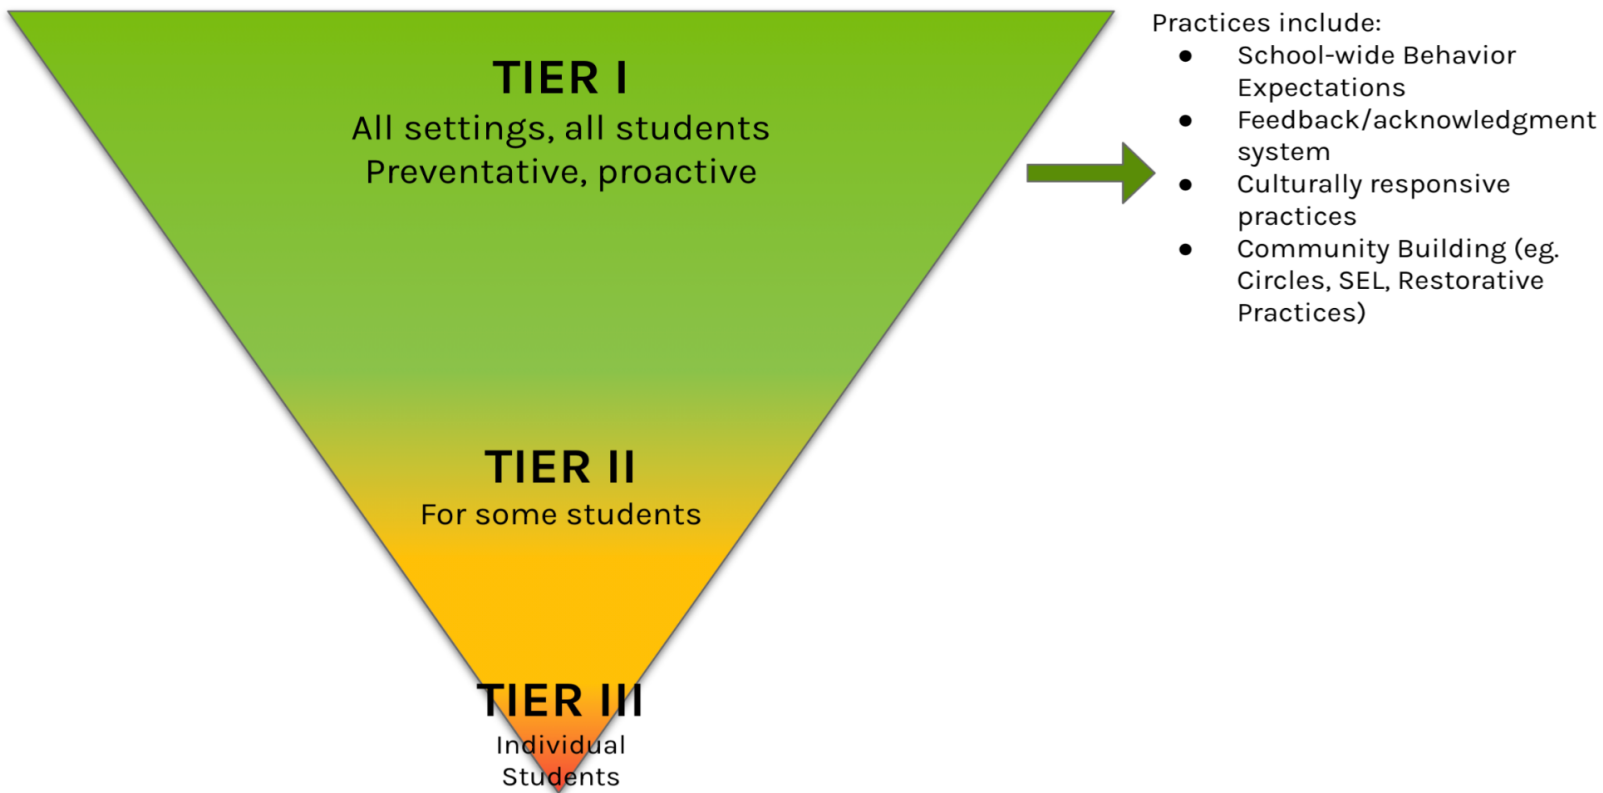 TIER I
All settings, all students
Preventative, proactive
TIER II
For some students
TIER III
Individual
Students
Practices include:
● School-wide Behavior
Expectations
● Feedback/acknowledgment
system
● Culturally responsive
practices
● Community Building (eg.
Circles, SEL, Restorative
Practices)